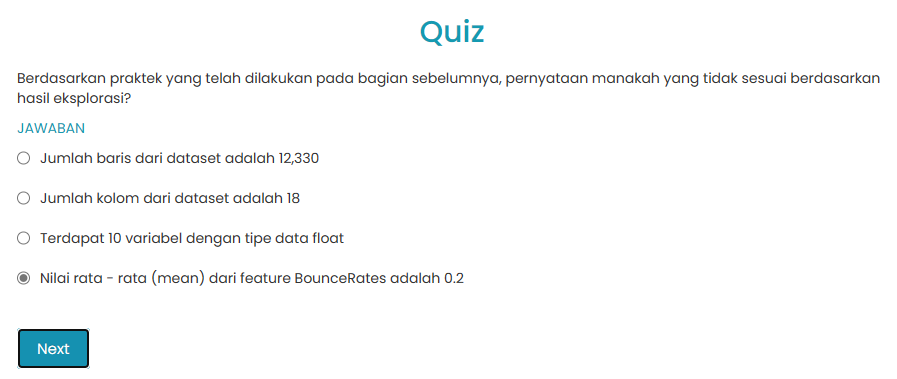 Quiz
Berdasarkan praktek yang telah dilakukan pada bagian sebelumnya, pernyataan manakah yang tidak sesuai berdasarkan
hasil eksplorasi?
JAWABAN
Jumlah baris dari dataset adalah 12,330
Jumlah kolom dari dataset adalah 18
Terdapat 10 variabel dengan tipe data float
Nilai rata - rata (mean) dari feature BounceRates adalah 0.2
Next